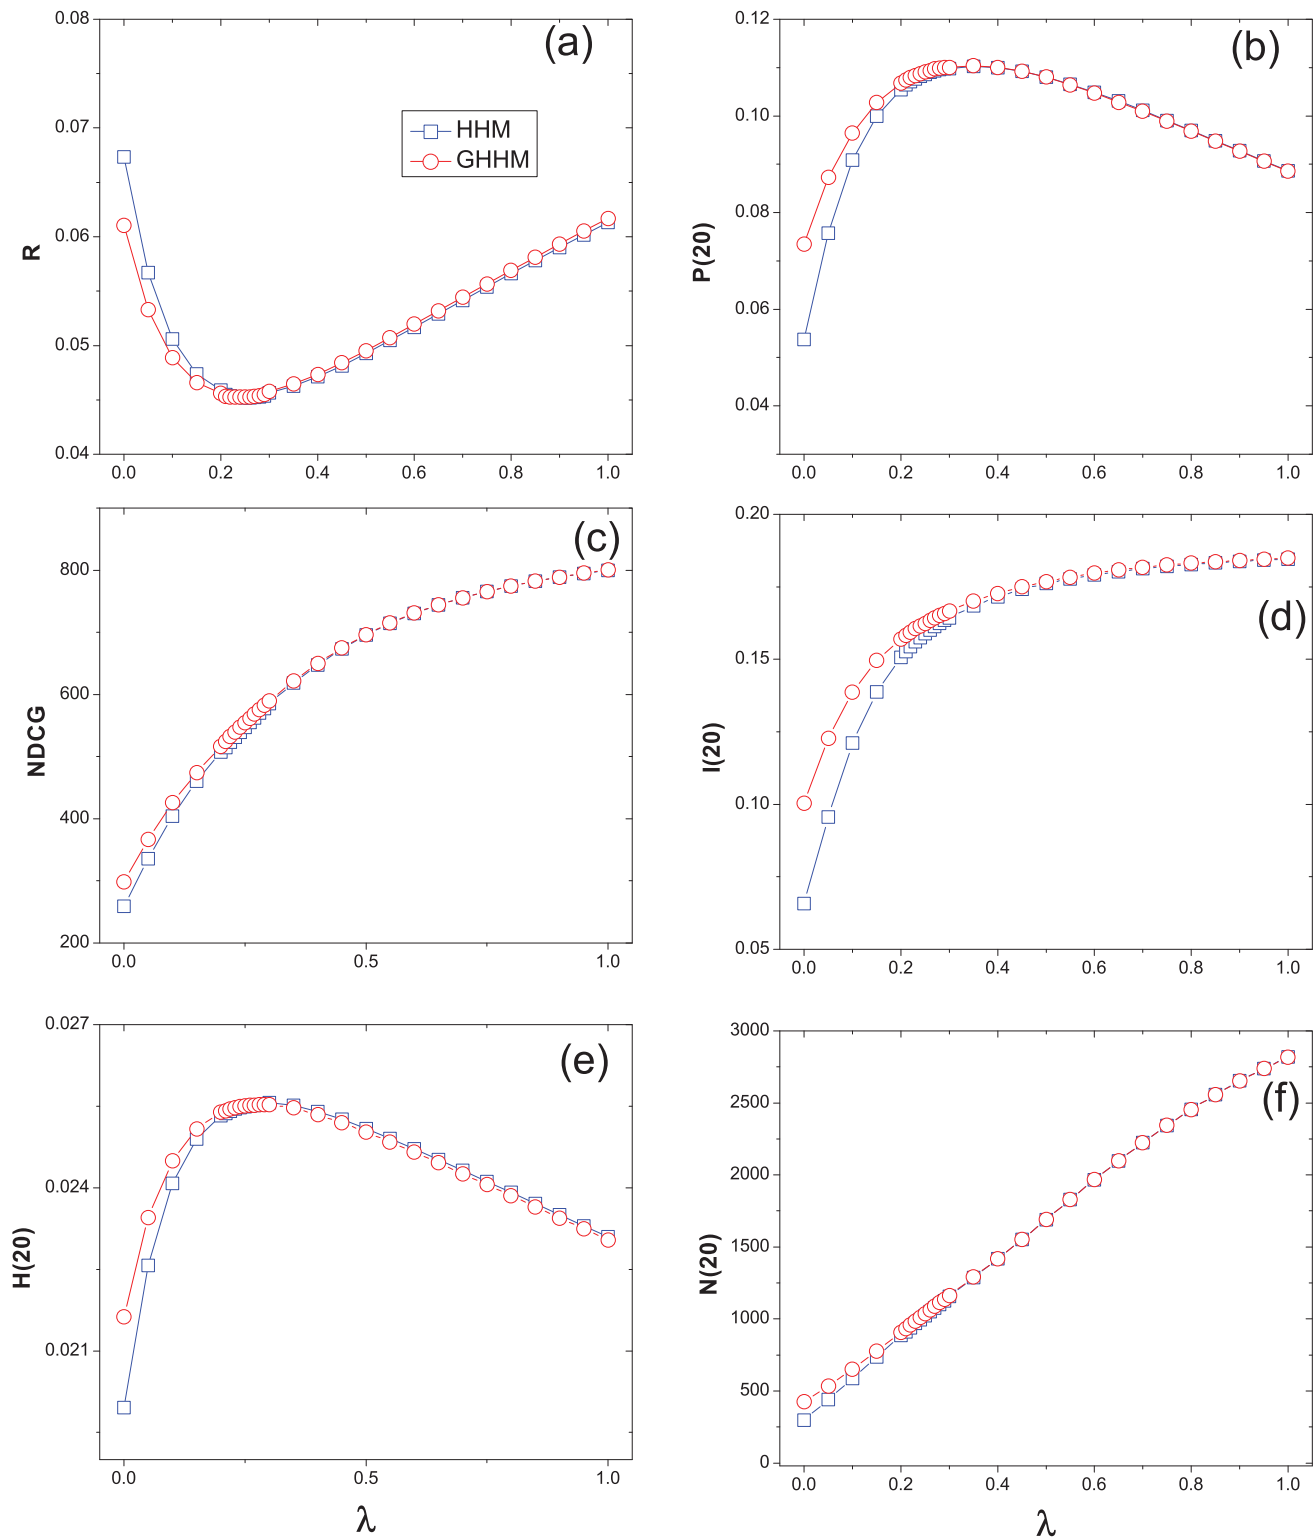 (a)
0.08
0.07
0.06
0.05
0.04
R
HHM
GHHM
0.0 0.2 0.4 0.6 0.8 1.0
(b)
0.12
0.10
0.08
0.06
0.04
P(20)
0.0 0.2 0.4 0.6 0.8 1.0
(c)
800
600
400
200
NDCG
0.0 0.5 1.0
(d)
0.20
0.15
0.10
0.05
I(20)
0.0 0.2 0.4 0.6 0.8 1.0
(e)
0.027
0.024
0.021
H(20)
0.0 0.5 1.0
λ
(f)
3000
2500
2000
1500
1000
500
0
N(20)
0.0 0.2 0.4 0.6 0.8 1.0
λ